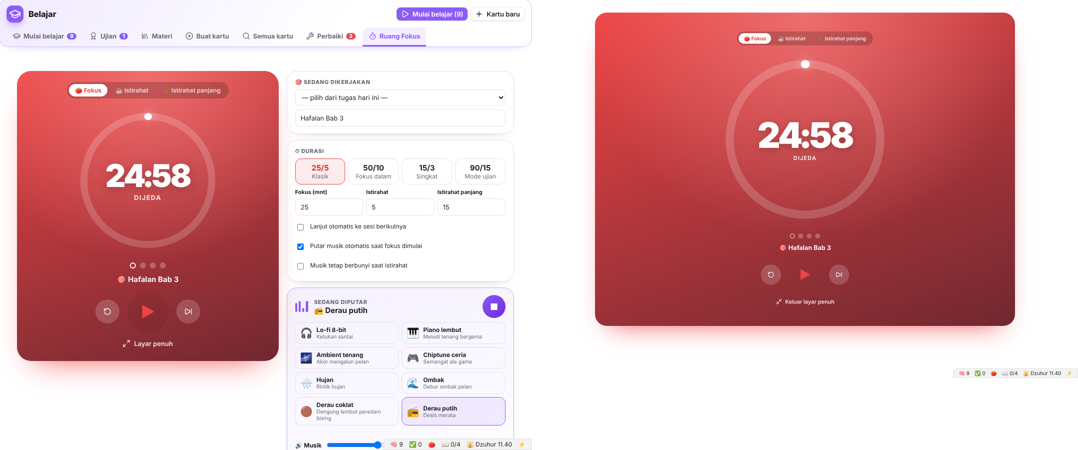 Belajar
Mulai belajar (9)
Kartu baru
Mulai belajar 9
Ujian 1
Materi
Buat kartu
Semua kartu
Perbaiki 2
Ruang Fokus
Fokus
Istirahat
Istirahat panjang
24:58
DIJEDA
Hafalan Bab 3
Layar penuh
SEDANG DIKERJAKAN
— pilih dari tugas hari ini —
Hafalan Bab 3
DURASI
25/5
Klasik
50/10
Fokus dalam
15/3
Singkat
90/15
Mode ujian
Fokus (mnt)
Istirahat
Istirahat panjang
25
5
15
Lanjut otomatis ke sesi berikutnya
Putar musik otomatis saat fokus dimulai
Musik tetap berbunyi saat istirahat
SEDANG DIPUTAR
Derau putih
Lo-fi 8-bit
Ketukan santai
Piano lembut
Melodi tenang bergema
Ambient tenang
Akor mengalun pelan
Chiptune ceria
Semangat ala game
Hujan
Rintik hujan
Ombak
Debur ombak pelan
Derau coklat
Dengung lembut peredam
bising
Derau putih
Desis merata
Musik
9 0 0/4 Dzuhur 11.40
Fokus
Istirahat
Istirahat panjang
24:58
DIJEDA
Hafalan Bab 3
Keluar layar penuh
9 0 0/4 Dzuhur 11.40